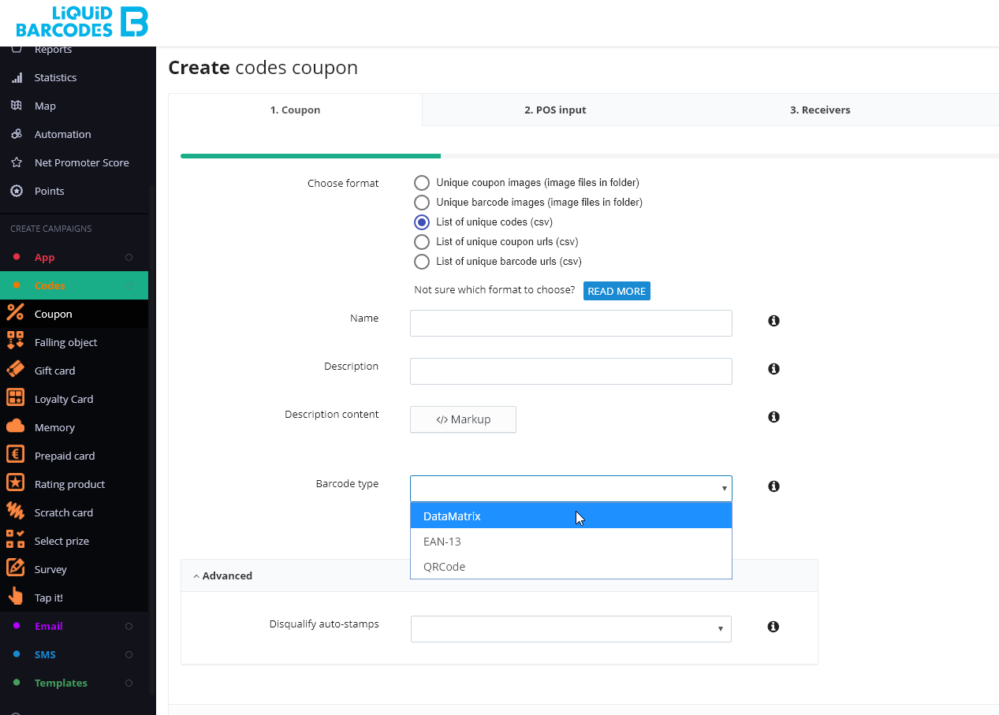 LiQUiD
BARCODES
Reports
Statistics
Map
Automation
Net Promoter Score
Points
CREATE CAMPAIGNS
App
Codes
Coupon
Falling object
Gift card
Loyalty Card
Memory
Prepaid card
Rating product
Scratch card
Select prize
Survey
Tap it!
Email
SMS
Templates
Create codes coupon
1. Coupon
2. POS input
3. Receivers
Choose format
Unique coupon images (image files in folder)
Unique barcode images (image files in folder)
List of unique codes (csv)
List of unique coupon urls (csv)
List of unique barcode urls (csv)
Not sure which format to choose? READ MORE
Name
Description
Description content
</> Markup
Barcode type
DataMatrix
EAN-13
QRCode
Advanced
Disqualify auto-stamps